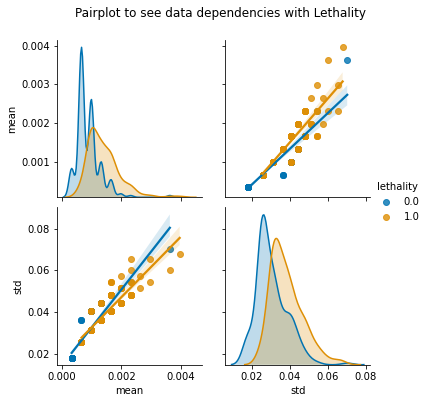 Pairplot to see data dependencies with Lethality
0.004
0.003
0.002
0.001
mean
lethality
0.0
1.0
0.08
0.06
0.04
0.02
std
0.000 0.002 0.004
mean
0.02 0.04 0.06 0.08
std